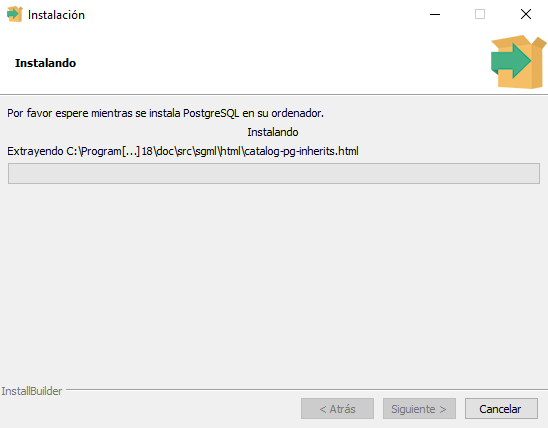 Instalación
Instalando
Por favor espere mientras se instala PostgreSQL en su ordenador.
Instalando
Extrayendo C:\Program[...]18\doc\src\sgml\html\catalog-pg-inherits.html
InstallBuilder
< Atrás
Siguiente >
Cancelar